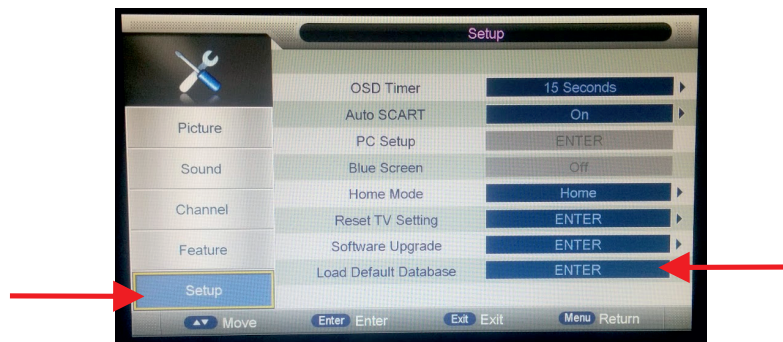 Setup
OSD Timer 15 Seconds
Auto SCART On
PC Setup ENTER
Blue Screen Off
Home Mode Home
Reset TV Setting ENTER
Software Upgrade ENTER
Load Default Database ENTER
Picture
Sound
Channel
Feature
Setup
Move Enter Enter Exit Exit Menu Return